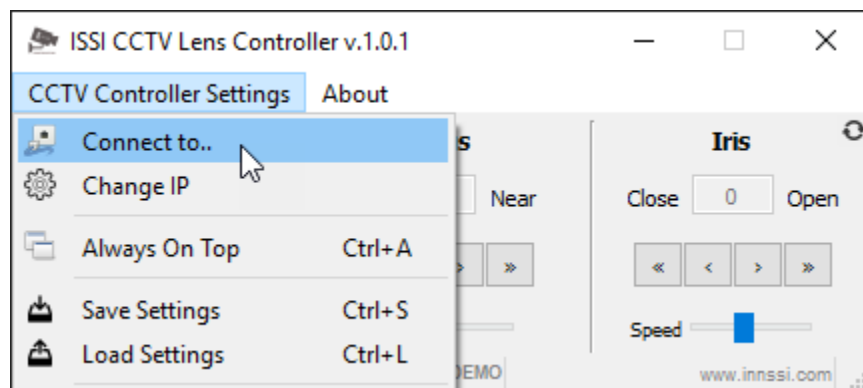 ISSI CCTV Lens Controller v.1.0.1
CCTV Controller Settings About
Connect to..
Change IP
Always On Top Ctrl+A
Save Settings Ctrl+S
Load Settings Ctrl+L
Near
» 
Iris
Close 0 Open
« < > »
Speed
www.innssi.com